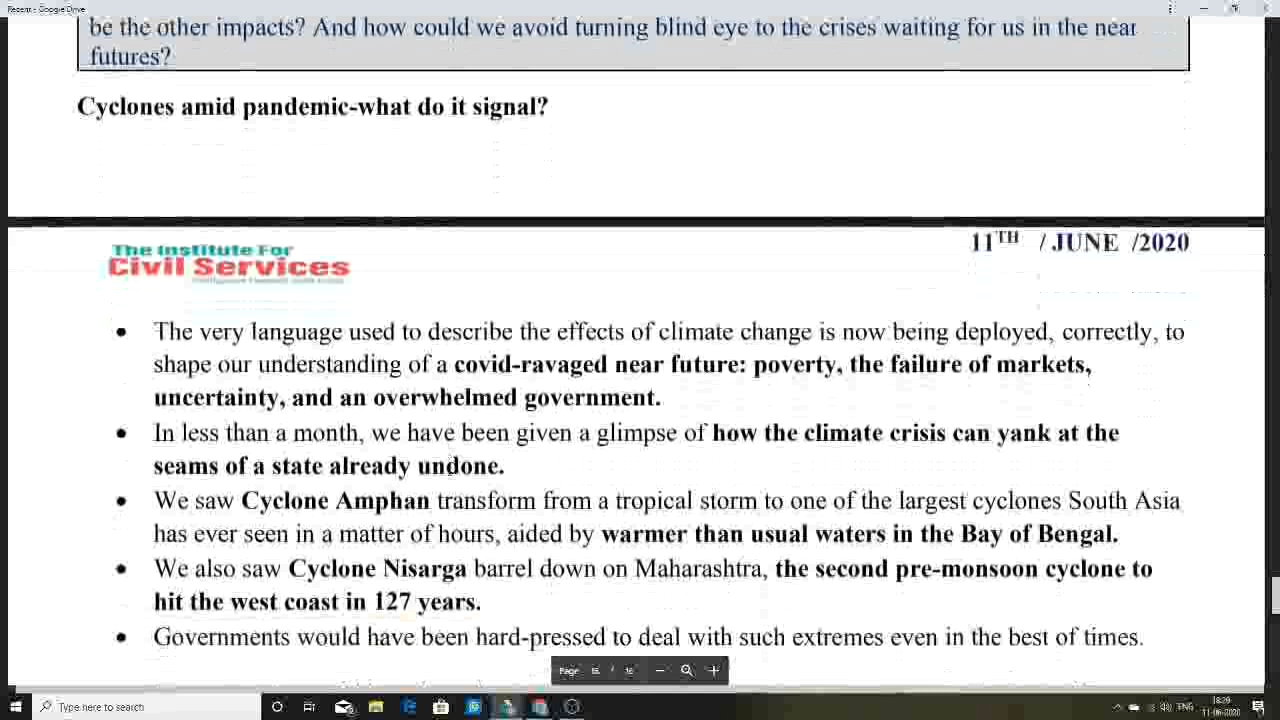 Recent - Google Drive
be the other impacts? And how could we avoid turning blind eye to the crises waiting for us in the near
futures?
Cyclones amid pandemic-what do it signal?
The Institute For
Civil Services
11TH / JUNE /2020
• The very language used to describe the effects of climate change is now being deployed, correctly, to
shape our understanding of a covid-ravaged near future: poverty, the failure of markets,
uncertainty, and an overwhelmed government.
• In less than a month, we have been given a glimpse of how the climate crisis can yank at the
seams of a state already undone.
• We saw Cyclone Amphan transform from a tropical storm to one of the largest cyclones South Asia
has ever seen in a matter of hours, aided by warmer than usual waters in the Bay of Bengal.
• We also saw Cyclone Nisarga barrel down on Maharashtra, the second pre-monsoon cyclone to
hit the west coast in 127 years.
• Governments would have been hard-pressed to deal with such extremes even in the best of times.
Page / 16
Type here to search
ENG
11-06-2020